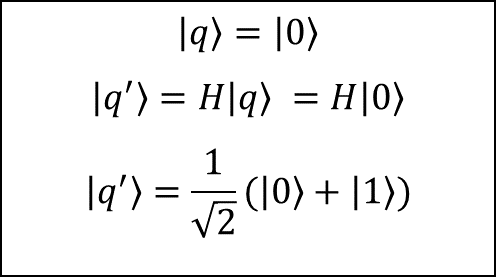 |q⟩ = |0⟩
|q′⟩ = H|q⟩ = H|0⟩
|q′⟩ = 1/√2 (|0⟩ + |1⟩)